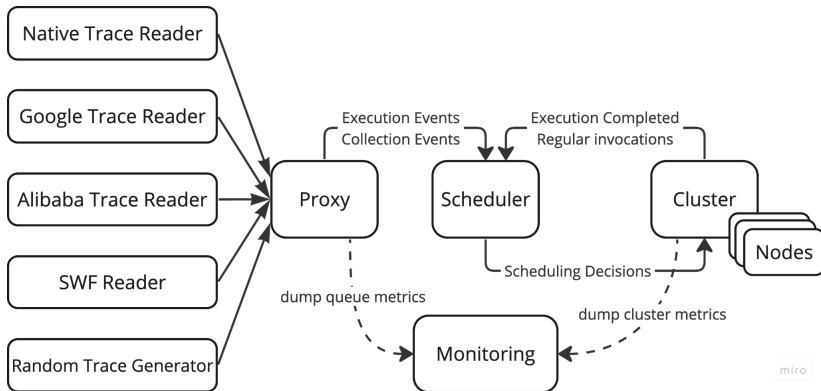 Native Trace Reader
Google Trace Reader
Alibaba Trace Reader
SWF Reader
Random Trace Generator
Proxy
Execution Events
Collection Events
Scheduler
Execution Completed
Regular invocations
Cluster
Nodes
Scheduling Decisions
dump queue metrics
dump cluster metrics
Monitoring
miro